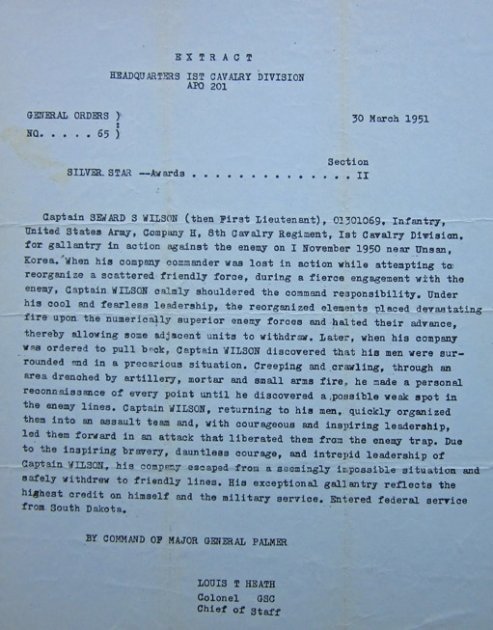 E X T R A C T
HEADQUARTERS IST CAVALRY DIVISION
APO 201
GENERAL ORDERS )
:
NO. . . . . 65 )
30 March 1951
Section
SILVER STAR --Awards . . . . . . . . . . . . . . . II
Captain SEWARD S WILSON (then First Lieutenant), 01301069, Infantry,
United States Army, Company H, 8th Cavalry Regiment, Ist Cavalry Division,
for gallantry in action against the enemy on I November 1950 near Unsan,
Korea. When his company commander was lost in action while attempting to
reorganize a scattered friendly force, during a fierce engagement with the
enemy, Captain WILSON calmly shouldered the command responsibility. Under
his cool and fearless leadership, the reorganized elements placed devastating
fire upon the numerically superior enemy forces and halted their advance,
thereby allowing some adjacent units to withdraw. Later, when his company
was ordered to pull back, Captain WILSON discovered that his men were sur-
rounded and in a precarious situation. Creeping and crawling, through an
area drenched by artillery, mortar and small arms fire, he made a personal
reconnaissance of every point until he discovered a possible weak spot in
the enemy lines. Captain WILSON, returning to his men, quickly organized
them into an assault team and, with courageous and inspiring leadership,
led them forward in an attack that liberated them from the enemy trap. Due
to the inspiring bravery, dauntless courage, and intrepid leadership of
Captain WILSON, his company escaped from a seemingly impossible situation and
safely withdrew to friendly lines. His exceptional gallantry reflects the
highest credit on himself and the military service. Entered federal service
from South Dakota.
BY COMMAND OF MAJOR GENERAL PALMER
LOUIS T HEATH
Colonel GSC
Chief of Staff